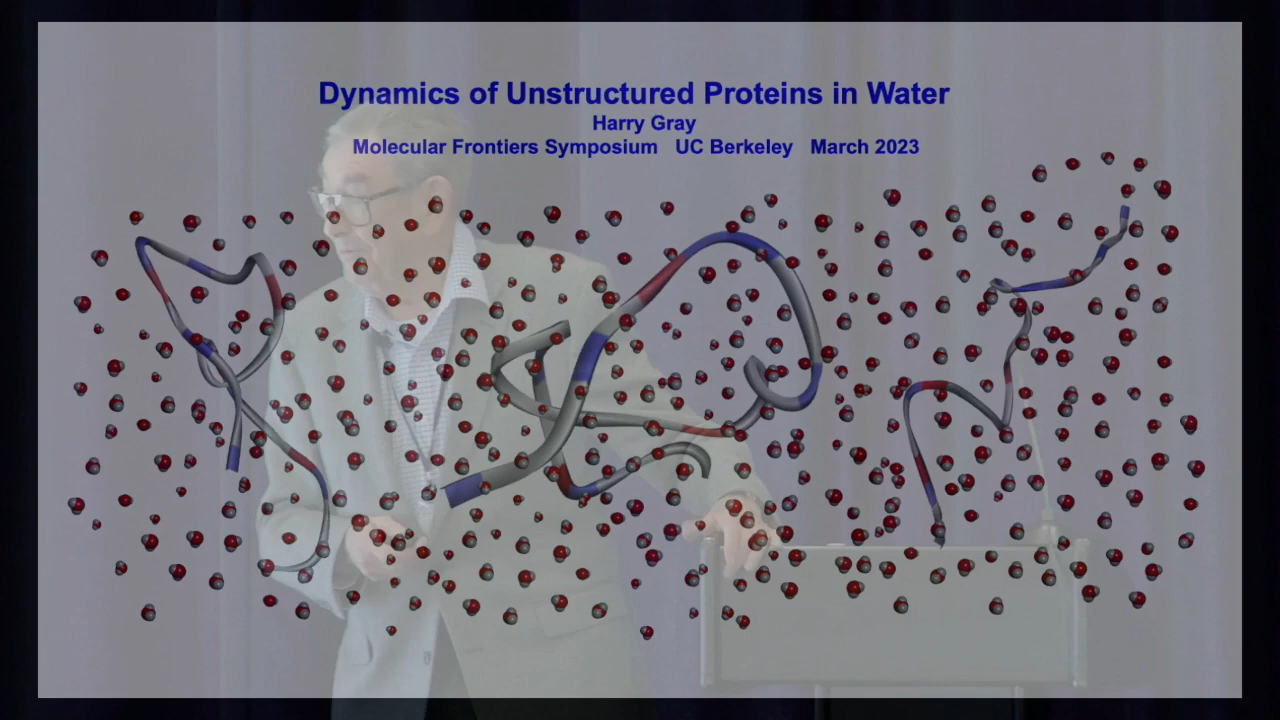 Dynamics of Unstructured Proteins in Water
Harry Gray
Molecular Frontiers Symposium UC Berkeley March 2023